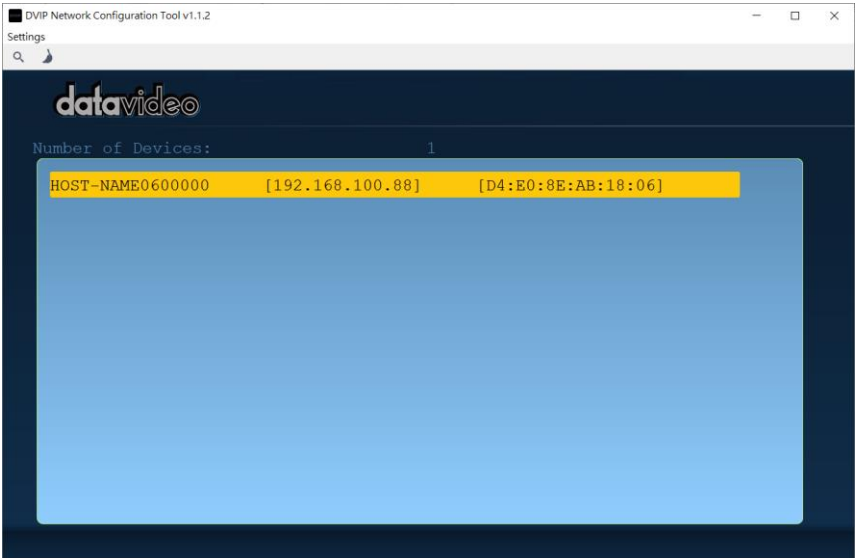 DVIP Network Configuration Tool v1.1.2
Settings
datavideo
Number of Devices: 1
HOST-NAME0600000 [192.168.100.88] [D4:E0:8E:AB:18:06]